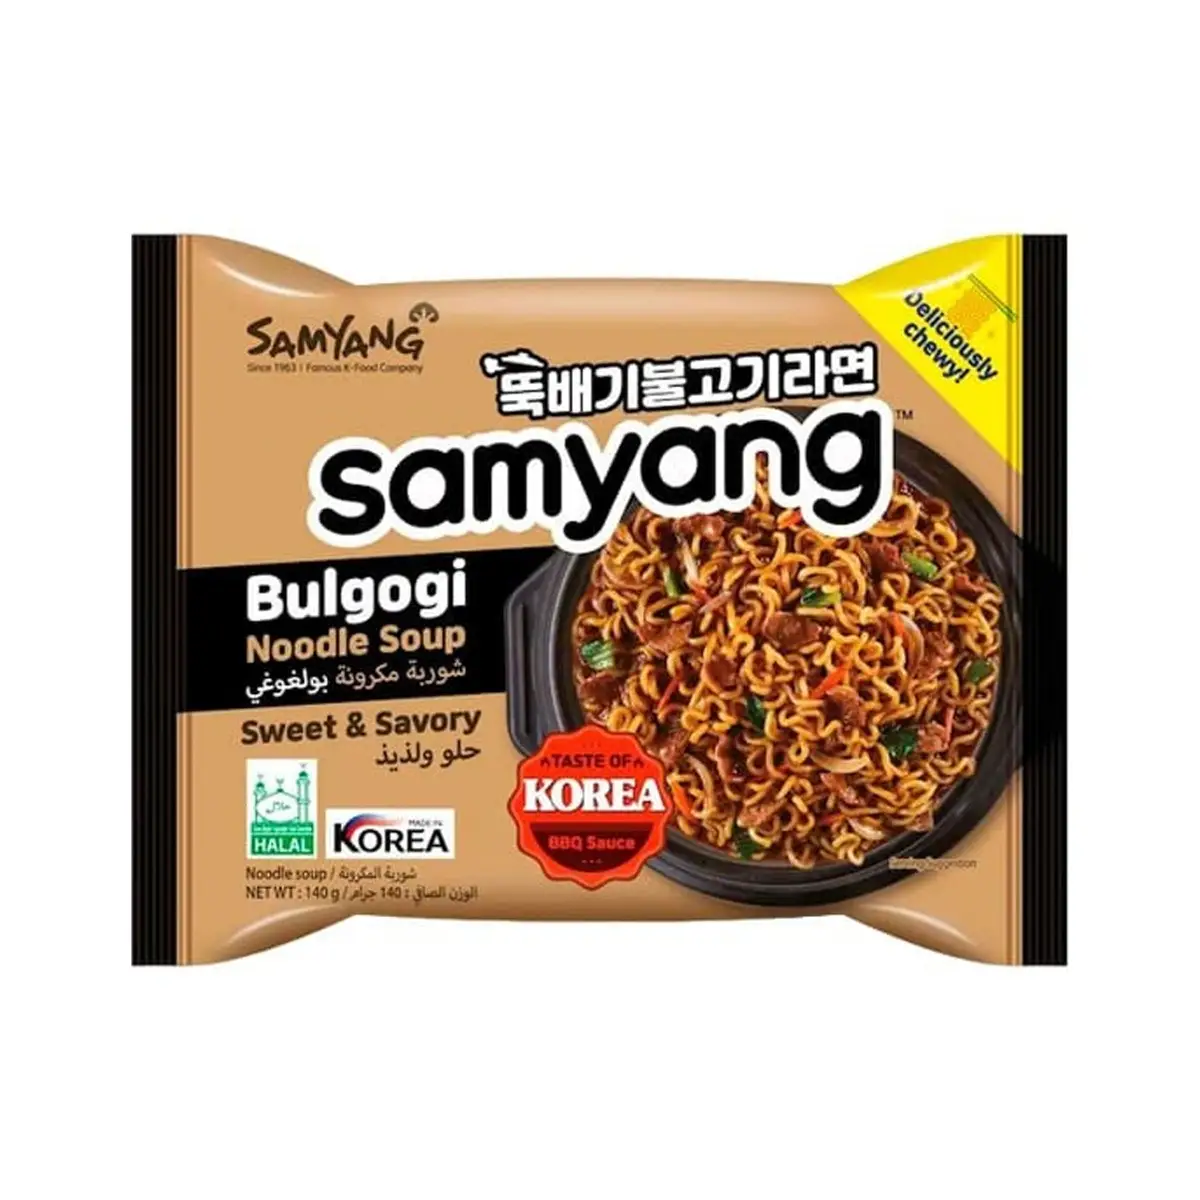 SAMYANG
Since 1963 | Famous K-Food Company
Deliciously
chewy!
뚝배기불고기라면
samyang™
Bulgogi
Noodle Soup
شوربة مكرونة بولغوغي
Sweet & Savory
حلو ولذيذ
TASTE OF
KOREA
BBQ Sauce
حلال
HALAL
MADE IN
KOREA
Noodle soup / شوربة المكرونة
NET WT : 140 g / الوزن الصافي : 140 جرام
Serving suggestion